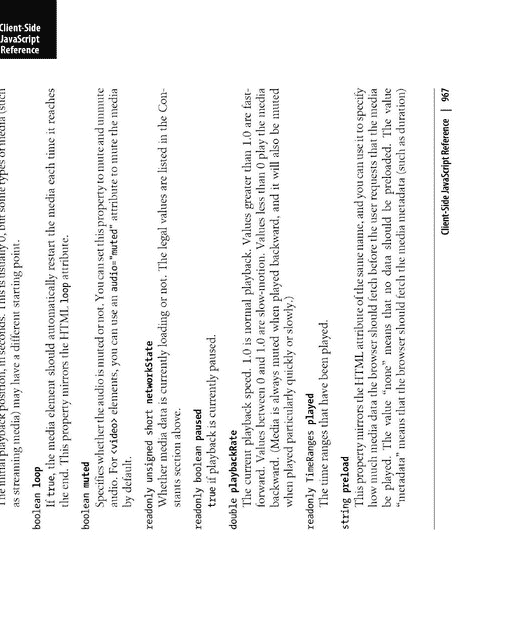 Client-Side
JavaScript
Reference
The initial playback position, in seconds. This is usually 0, but some types of media (such
as streaming media) may have a different starting point.
boolean loop
If true, the media element should automatically restart the media each time it reaches
the end. This property mirrors the HTML loop attribute.
boolean muted
Specifies whether the audio is muted or not. You can set this property to mute and unmute
audio. For <video> elements, you can use an audio="muted" attribute to mute the media
by default.
readonly unsigned short networkState
Whether media data is currently loading or not. The legal values are listed in the Con-
stants section above.
readonly boolean paused
true if playback is currently paused.
double playbackRate
The current playback speed. 1.0 is normal playback. Values greater than 1.0 are fast-
forward. Values between 0 and 1.0 are slow-motion. Values less than 0 play the media
backward. (Media is always muted when played backward, and it will also be muted
when played particularly quickly or slowly.)
readonly TimeRanges played
The time ranges that have been played.
string preload
This property mirrors the HTML attribute of the same name, and you can use it to specify
how much media data the browser should fetch before the user requests that the media
be played. The value “none” means that no data should be preloaded. The value
“metadata” means that the browser should fetch the media metadata (such as duration)
Client-Side JavaScript Reference | 967